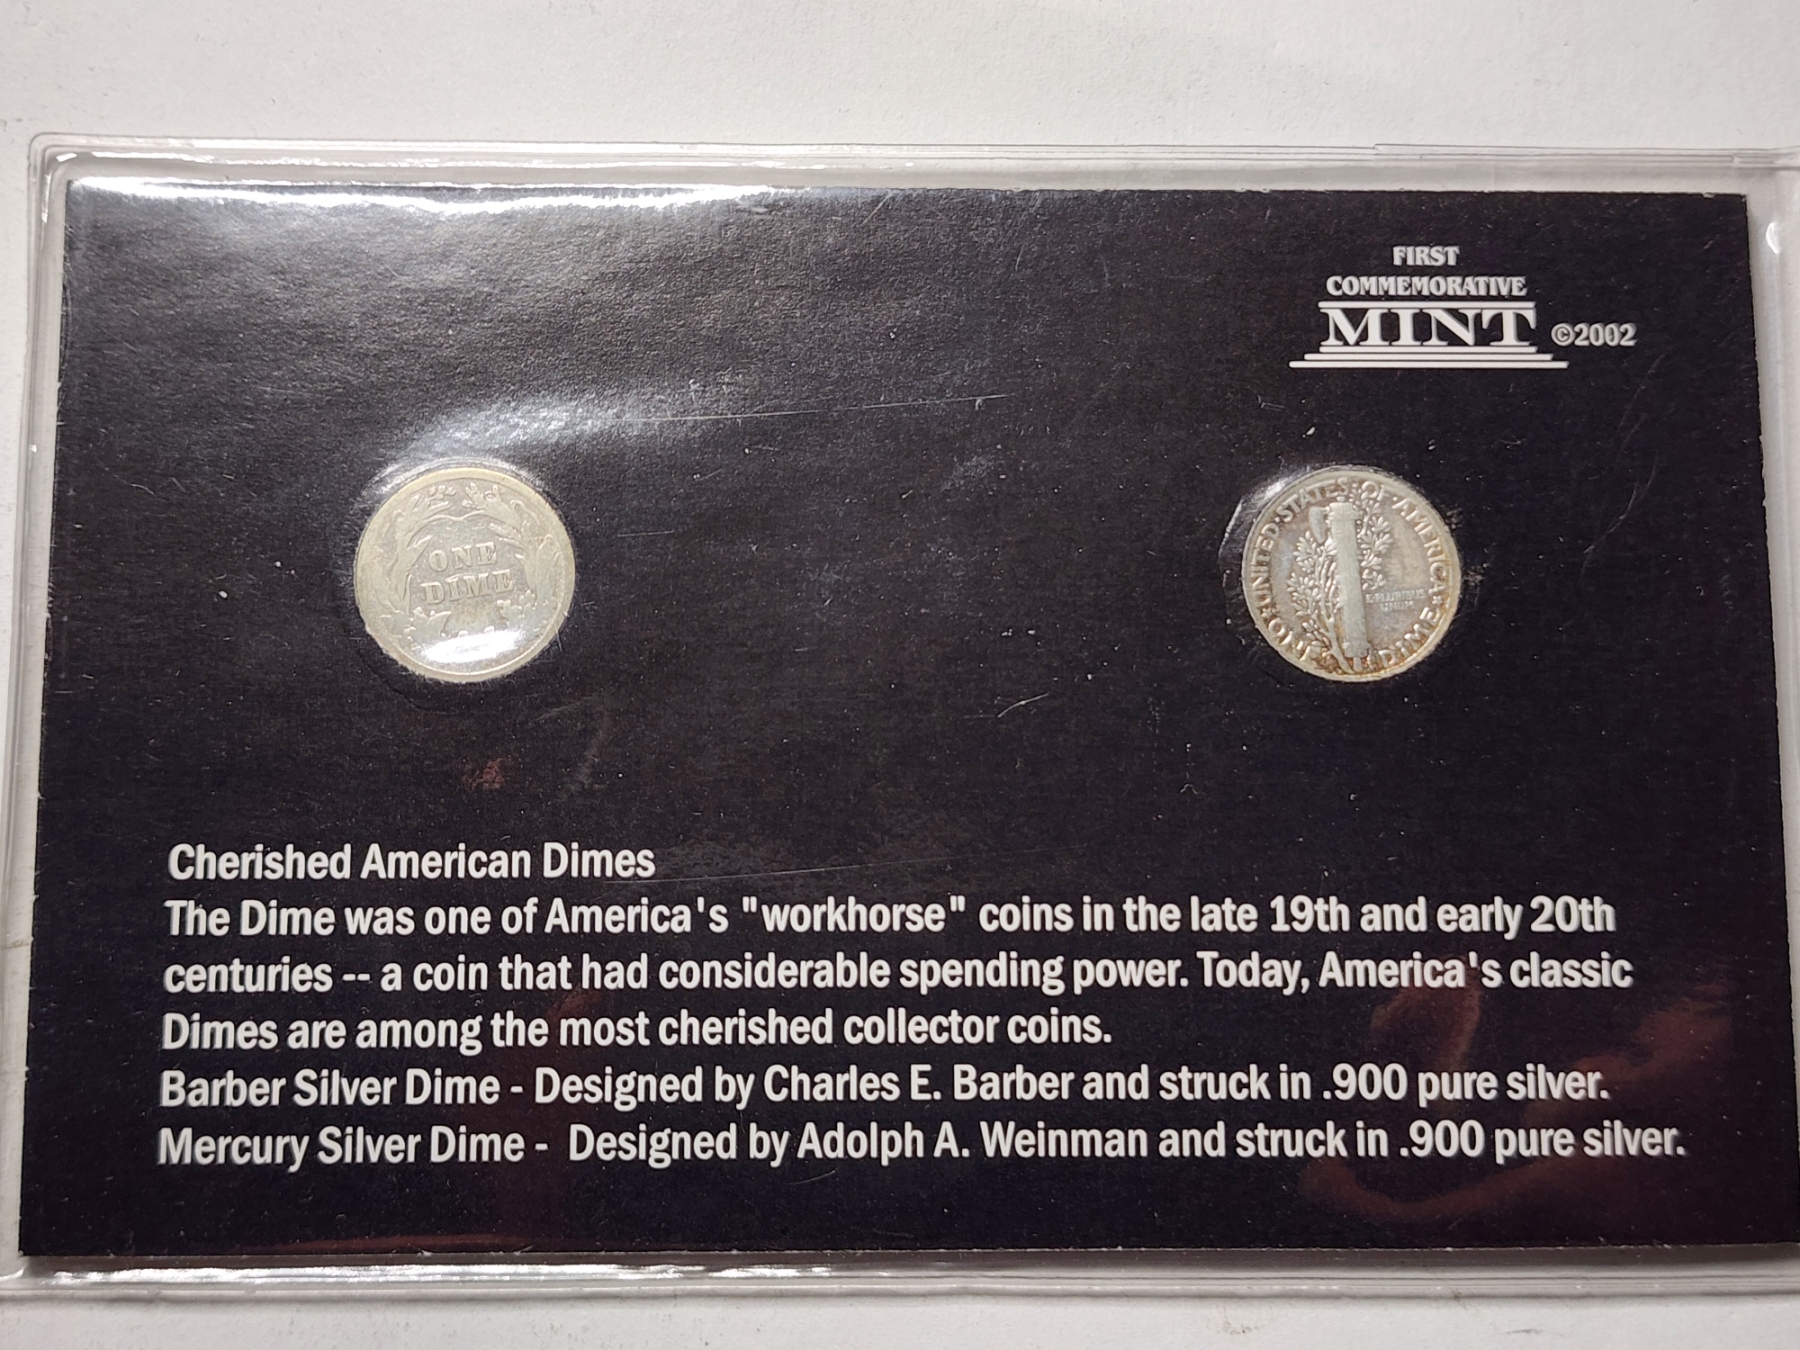 FIRST
COMMEMORATIVE
MINT ©2002
ONE
DIME
UNITED·STATES·OF·AMERICA
E·PLURIBUS
UNUM
ONE DIME
Cherished American Dimes
The Dime was one of America's "workhorse" coins in the late 19th and early 20th
centuries -- a coin that had considerable spending power. Today, America's classic
Dimes are among the most cherished collector coins.
Barber Silver Dime - Designed by Charles E. Barber and struck in .900 pure silver.
Mercury Silver Dime -  Designed by Adolph A. Weinman and struck in .900 pure silver.